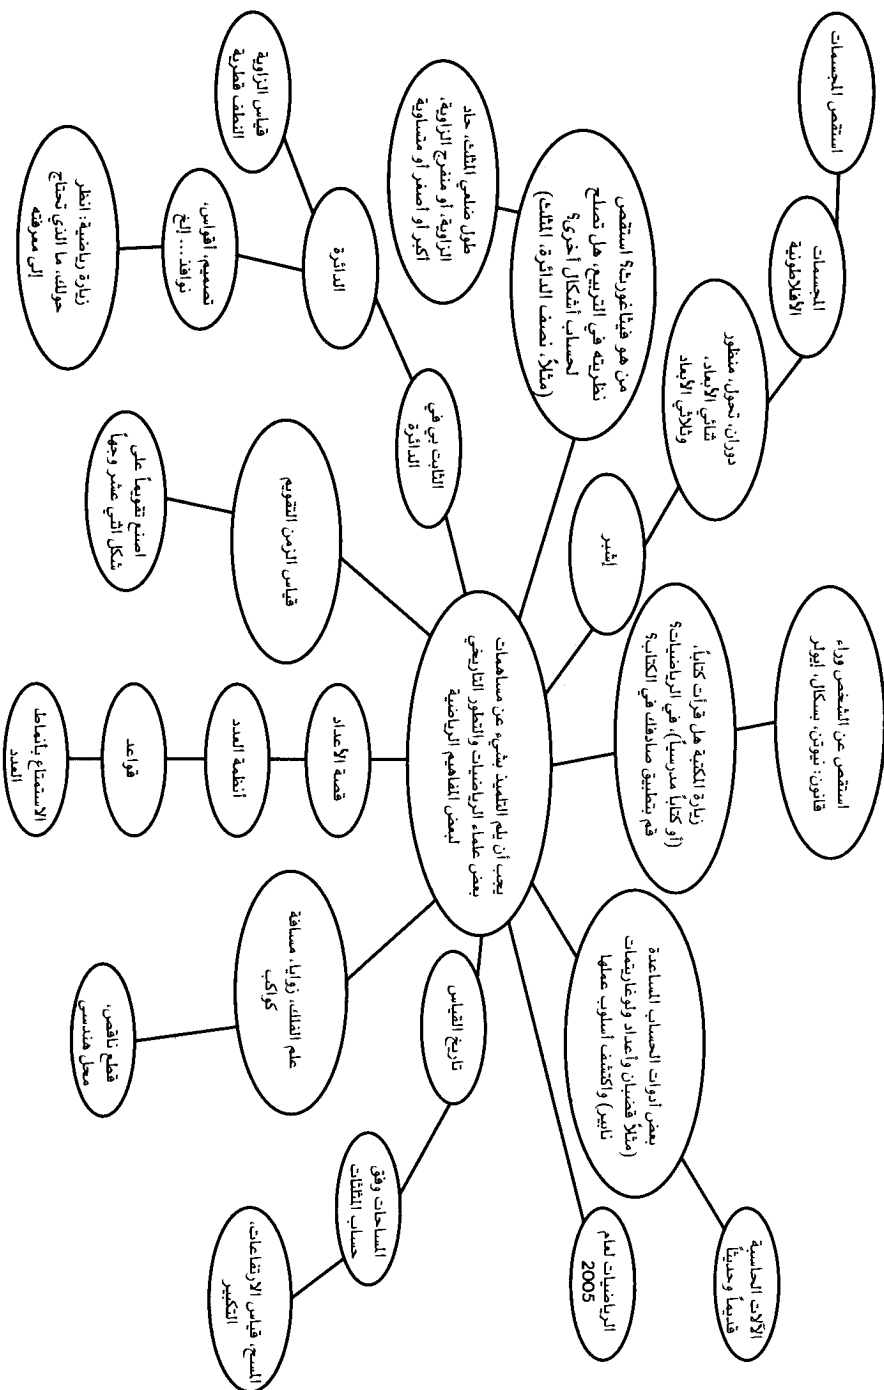 استقص المجسمات
المجسمات
الأفلاطونية
دوران، تحول، منظور
ثنائي الأبعاد،
وثلاثي الأبعاد
إشبر
من هو فيثاغورث؟ استقص
نظريته في التربيع، هل تصلح
لحساب أشكال أخرى؟
(مثلاً، نصف الدائرة، المثلث)
طول ضلعي المثلث، حاد
الزاوية، أو منفرج الزاوية،
أكبر أو أصغر أو متساوية
قياس الزاوية
النطف قطرية
الدائرة
تصميم، أقواس،
نوافذ... إلخ
زيارة رياضية: انظر
حولك، ما الذي تحتاج
إلى معرفته
الثابت بي في
الدائرة
قياس الزمن التقويم
اصنع تقويماً على
شكل اثني عشر وجهاً
استقص عن الشخص وراء
قانون: نيوتن، بسكال، إيولر
زيارة المكتبة هل قرأت كتاباً،
(أو كتاباً مدرسياً)، في الرياضيات؟
قم بتطبيق صادفك في الكتاب؟
يجب أن يلم التلميذ بشيء عن مساهمات
بعض علماء الرياضيات والتطور التاريخي
لبعض المفاهيم الرياضية
قصة الأعداد
أنظمة العدد
قواعد
الاستمتاع بأنماط
العدد
بعض أدوات الحساب المساعدة
(مثلاً قضبان وأعداد ولوغاريتمات
نابير) واكتشف أسلوب عملها
الآلات الحاسبة
قديماً وحديثاً
الرياضيات لعام
2005
تاريخ القياس
المساحات وفق
حساب المثلثات
المسح، قياس الارتفاعات،
التكبير
علم الفلك، زوايا، مسافة
كواكب
قطع ناقص،
محل هندسي